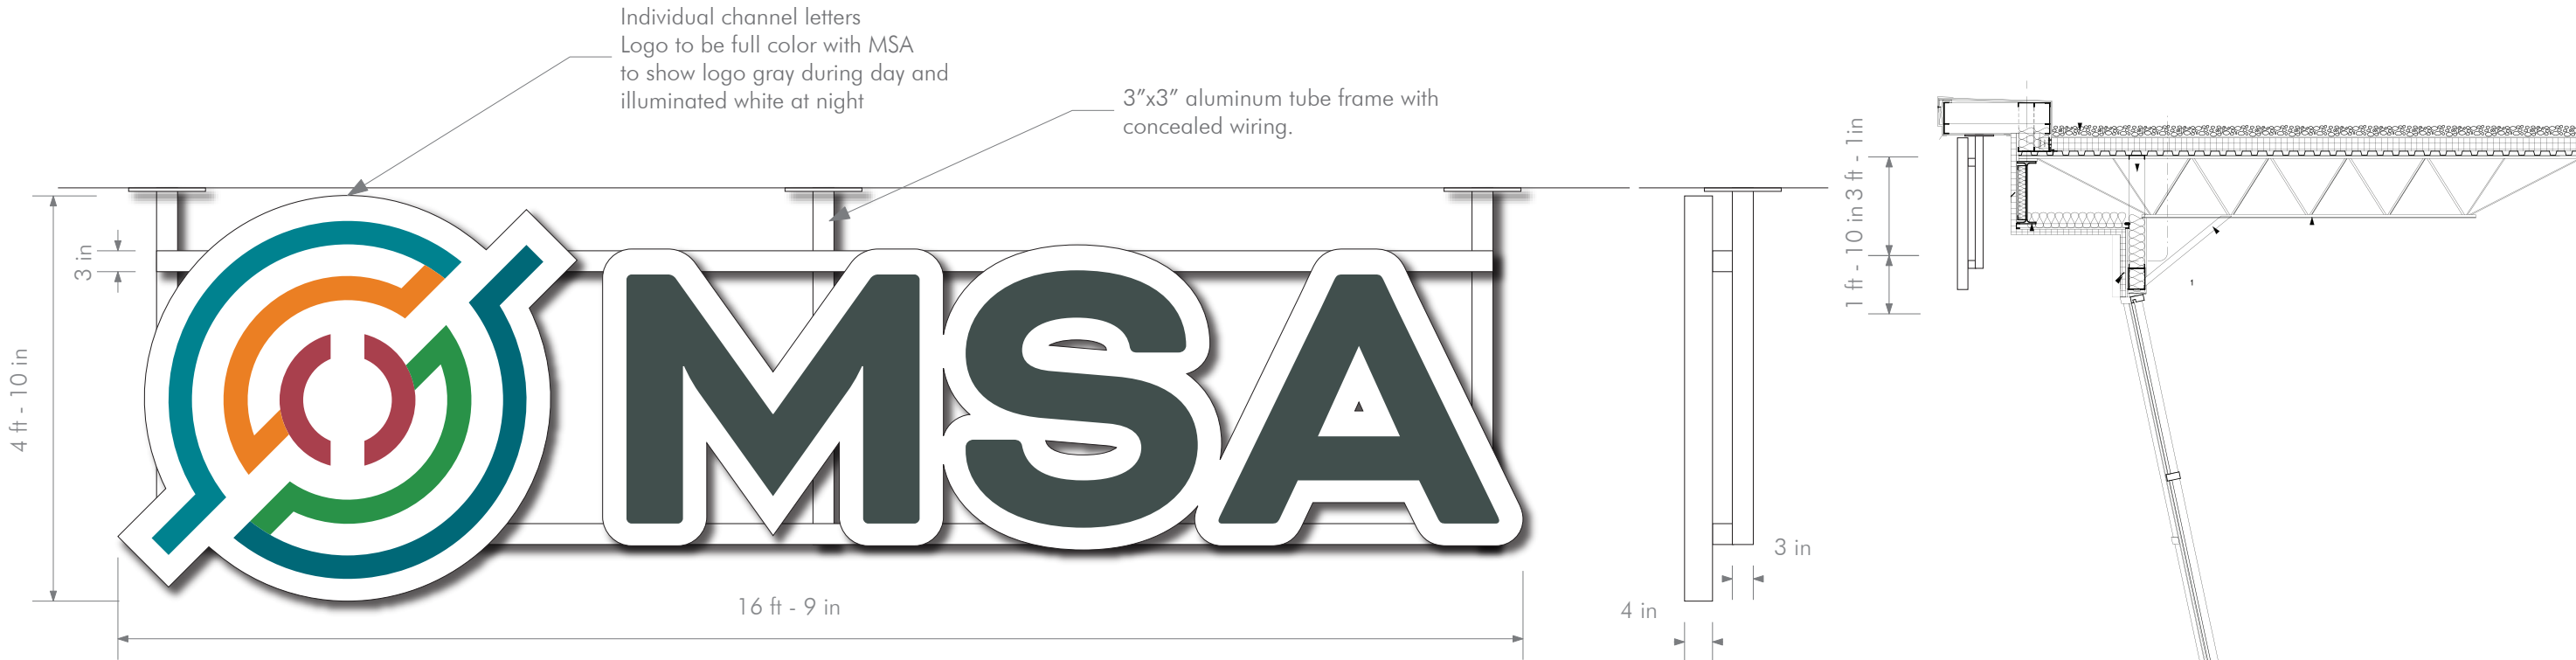 Individual channel letters
Logo to be full color with MSA
to show logo gray during day and
illuminated white at night
3”x3” aluminum tube frame with
concealed wiring.
3 in
4 ft - 10 in
MSA
16 ft - 9 in
3 in
4 in
3 ft - 1in
1 ft - 10 in
1